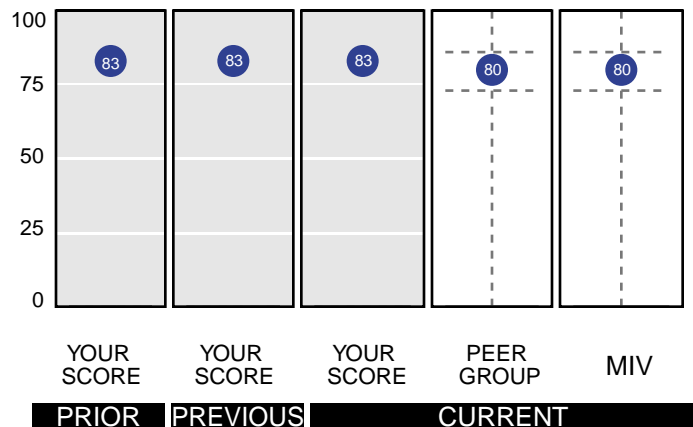 100
75
50
25
0
83
83
83
80
80
YOUR
SCORE
YOUR
SCORE
YOUR
SCORE
PEER
GROUP
MIV
PRIOR
PREVIOUS
CURRENT